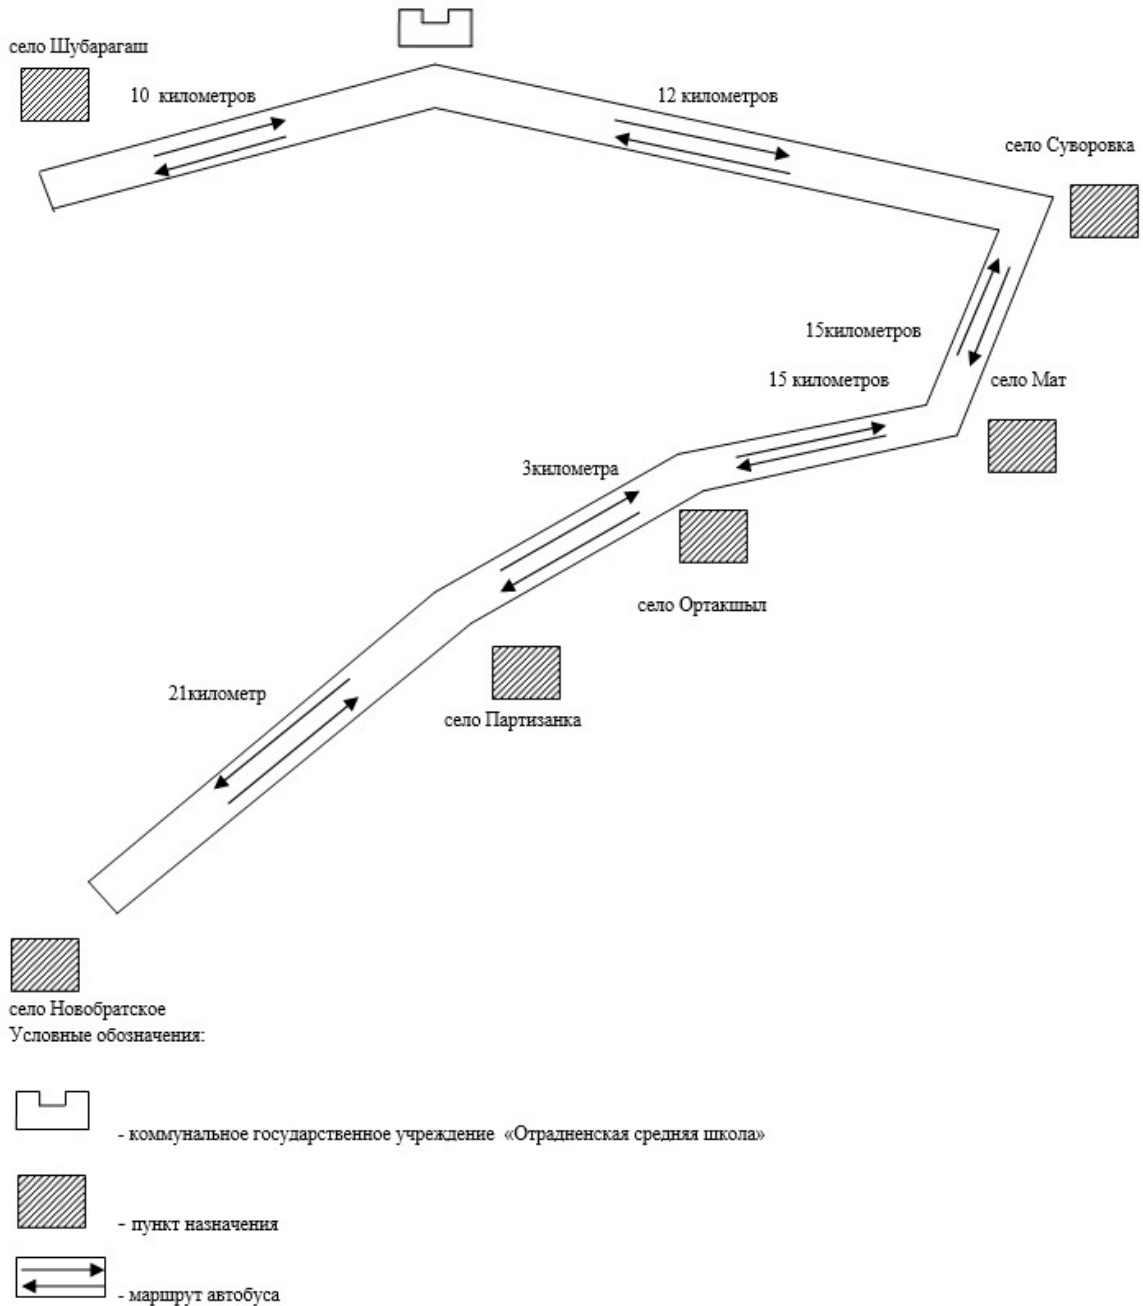 село Шубарагаш
10 километров
12 километров
село Суворовка
15километров
15 километров
село Мат
3километра
село Ортакшыл
21километр
село Партизанка
село Новобратское
Условные обозначения:
- коммунальное государственное учреждение «Отрадненская средняя школа»
- пункт назначения
- маршрут автобуса